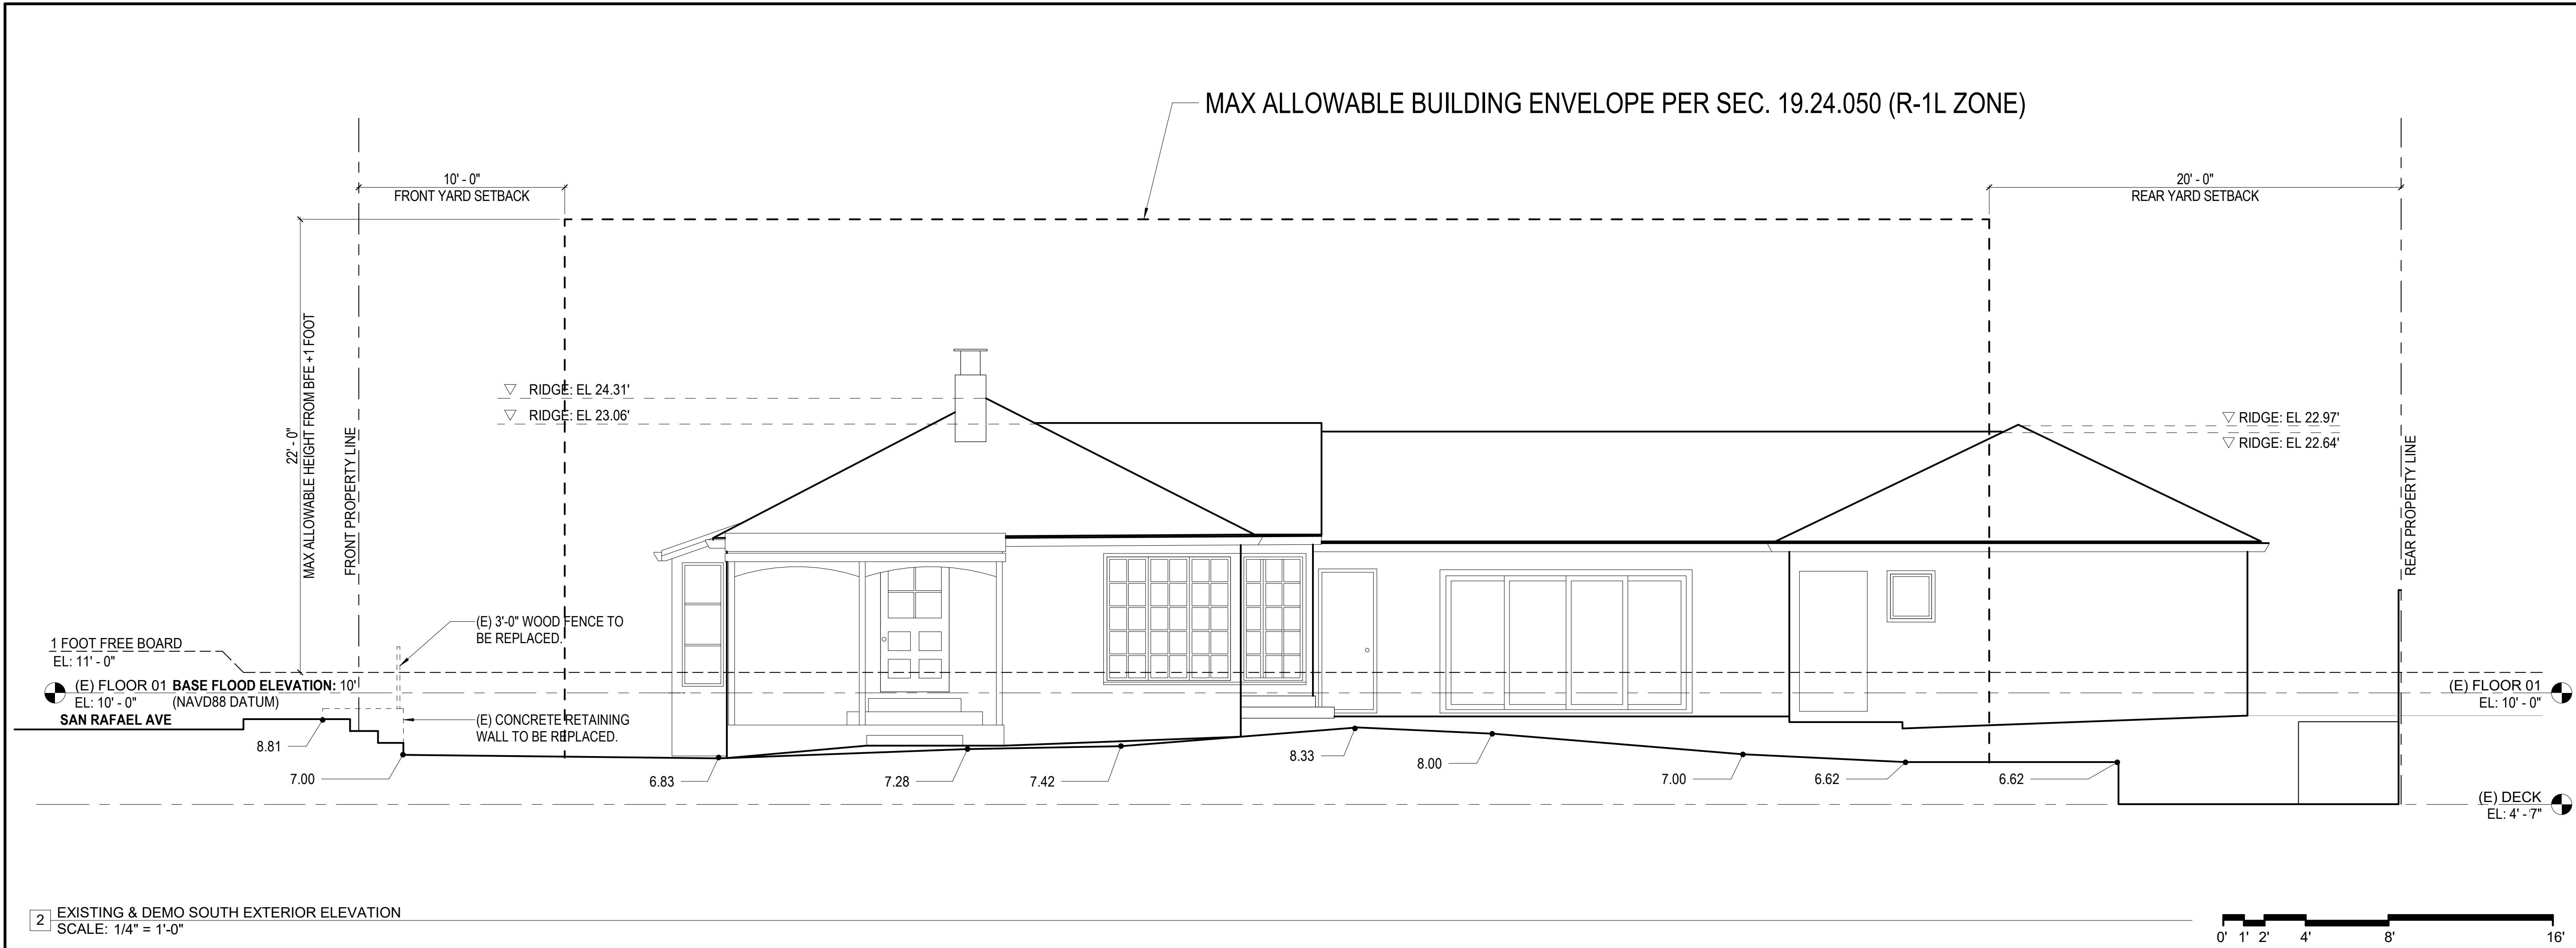 MAX ALLOWABLE BUILDING ENVELOPE PER SEC. 19.24.050 (R-1L ZONE)
10' - 0"
FRONT YARD SETBACK
20' - 0"
REAR YARD SETBACK
22' - 0"
MAX ALLOWABLE HEIGHT FROM BFE +1 FOOT
FRONT PROPERTY LINE
RIDGE: EL 24.31'
RIDGE: EL 23.06'
RIDGE: EL 22.97'
RIDGE: EL 22.64'
REAR PROPERTY LINE
(E) 3'-0" WOOD FENCE TO
BE REPLACED.
1 FOOT FREE BOARD
EL: 11' - 0"
(E) FLOOR 01
EL: 10' - 0"
BASE FLOOD ELEVATION: 10'
(NAVD88 DATUM)
SAN RAFAEL AVE
(E) CONCRETE RETAINING
WALL TO BE REPLACED.
(E) FLOOR 01
EL: 10' - 0"
8.81
7.00
6.83
7.28
7.42
8.33
8.00
7.00
6.62
6.62
(E) DECK
EL: 4' - 7"
2
EXISTING & DEMO SOUTH EXTERIOR ELEVATION
SCALE: 1/4" = 1'-0"
0' 1' 2' 4' 8' 16'